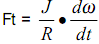 Ft = J/R • dω/dt